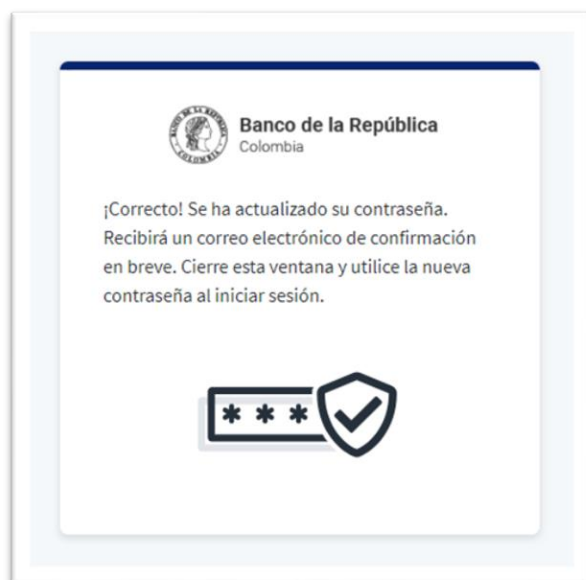 Banco de la República
Colombia
¡Correcto! Se ha actualizado su contraseña.
Recibirá un correo electrónico de confirmación
en breve. Cierre esta ventana y utilice la nueva
contraseña al iniciar sesión.
* * *